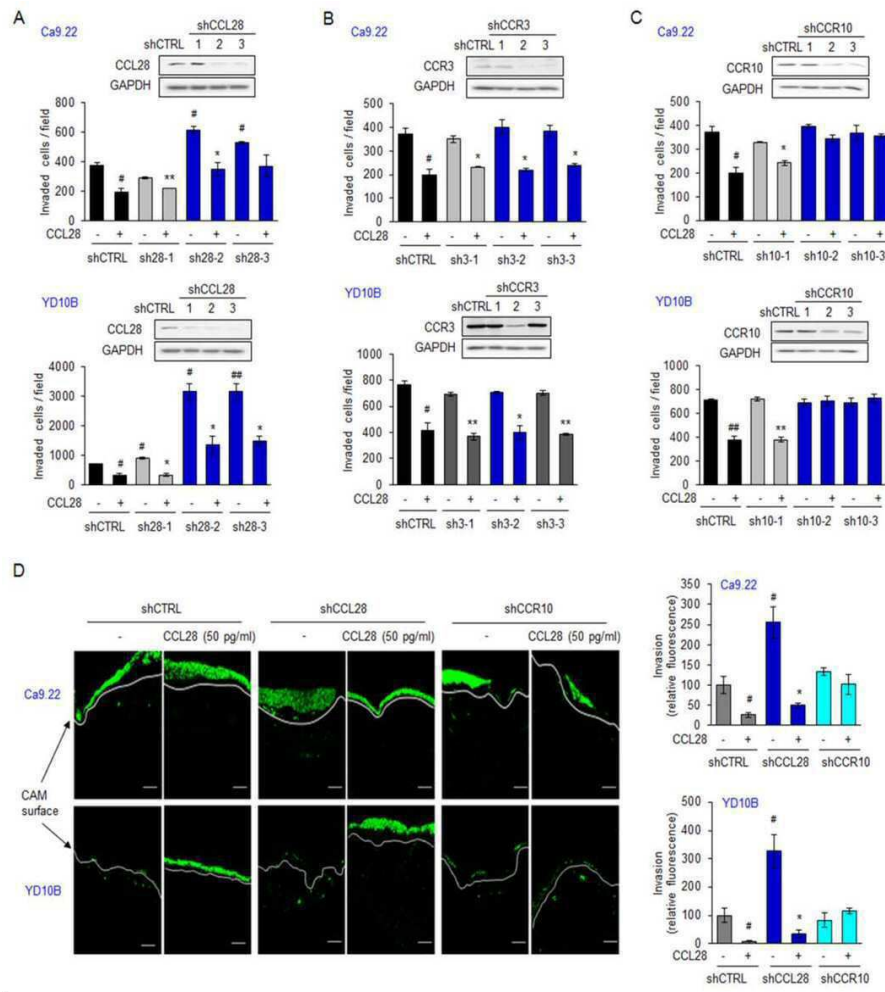 A
Ca9.22
shCCL28
shCTRL 1 2 3
CCL28
GAPDH
Invaded cells / field
800
600
400
200
0
# ** # * #
CCL28 - + - + - + - +
shCTRL sh28-1 sh28-2 sh28-3
YD10B
shCCL28
shCTRL 1 2 3
CCL28
GAPDH
Invaded cells / field
4000
3000
2000
1000
0
# # * # * ## *
CCL28 - + - + - + - +
shCTRL sh28-1 sh28-2 sh28-3
B
Ca9.22
shCCR3
shCTRL 1 2 3
CCR3
GAPDH
Invaded cells / field
500
400
300
200
100
0
# * * *
CCL28 - + - + - + - +
shCTRL sh3-1 sh3-2 sh3-3
YD10B
shCCR3
shCTRL 1 2 3
CCR3
GAPDH
Invaded cells / field
1000
800
600
400
200
0
# ** * **
CCL28 - + - + - + - +
shCTRL sh3-1 sh3-2 sh3-3
C
Ca9.22
shCCR10
shCTRL 1 2 3
CCR10
GAPDH
Invaded cells / field
500
400
300
200
100
0
# *
CCL28 - + - + - + - +
shCTRL sh10-1 sh10-2 sh10-3
YD10B
shCCR10
shCTRL 1 2 3
CCR10
GAPDH
Invaded cells / field
1000
800
600
400
200
0
## **
CCL28 - + - + - + - +
shCTRL sh10-1 sh10-2 sh10-3
D
shCTRL shCCL28 shCCR10
- CCL28 (50 pg/ml) - CCL28 (50 pg/ml) - CCL28 (50 pg/ml)
Ca9.22
CAM
surface
YD10B
Ca9.22
Invasion
(relative fluorescence)
350
300
250
200
150
100
50
0
# # *
CCL28 - + - + - +
shCTRL shCCL28 shCCR10
YD10B
Invasion
(relative fluorescence)
500
400
300
200
100
0
# # *
CCL28 - + - + - +
shCTRL shCCL28 shCCR10